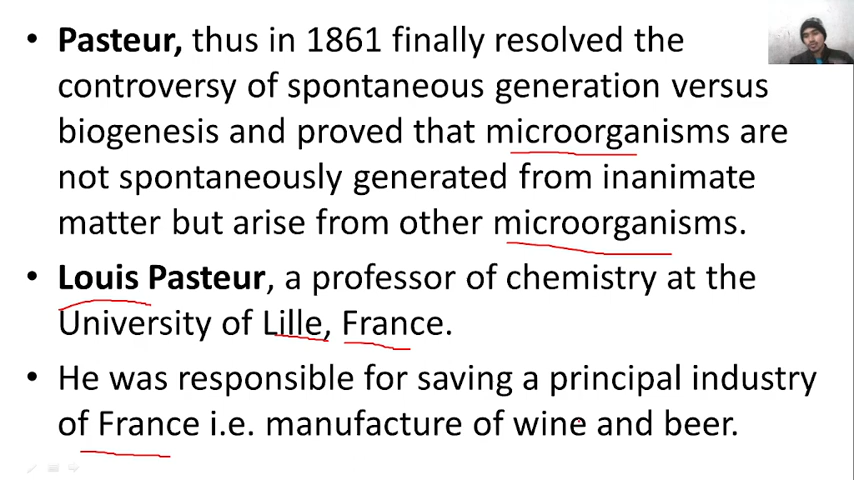 • Pasteur, thus in 1861 finally resolved the
controversy of spontaneous generation versus
biogenesis and proved that microorganisms are
not spontaneously generated from inanimate
matter but arise from other microorganisms.
• Louis Pasteur, a professor of chemistry at the
University of Lille, France.
• He was responsible for saving a principal industry
of France i.e. manufacture of wine and beer.